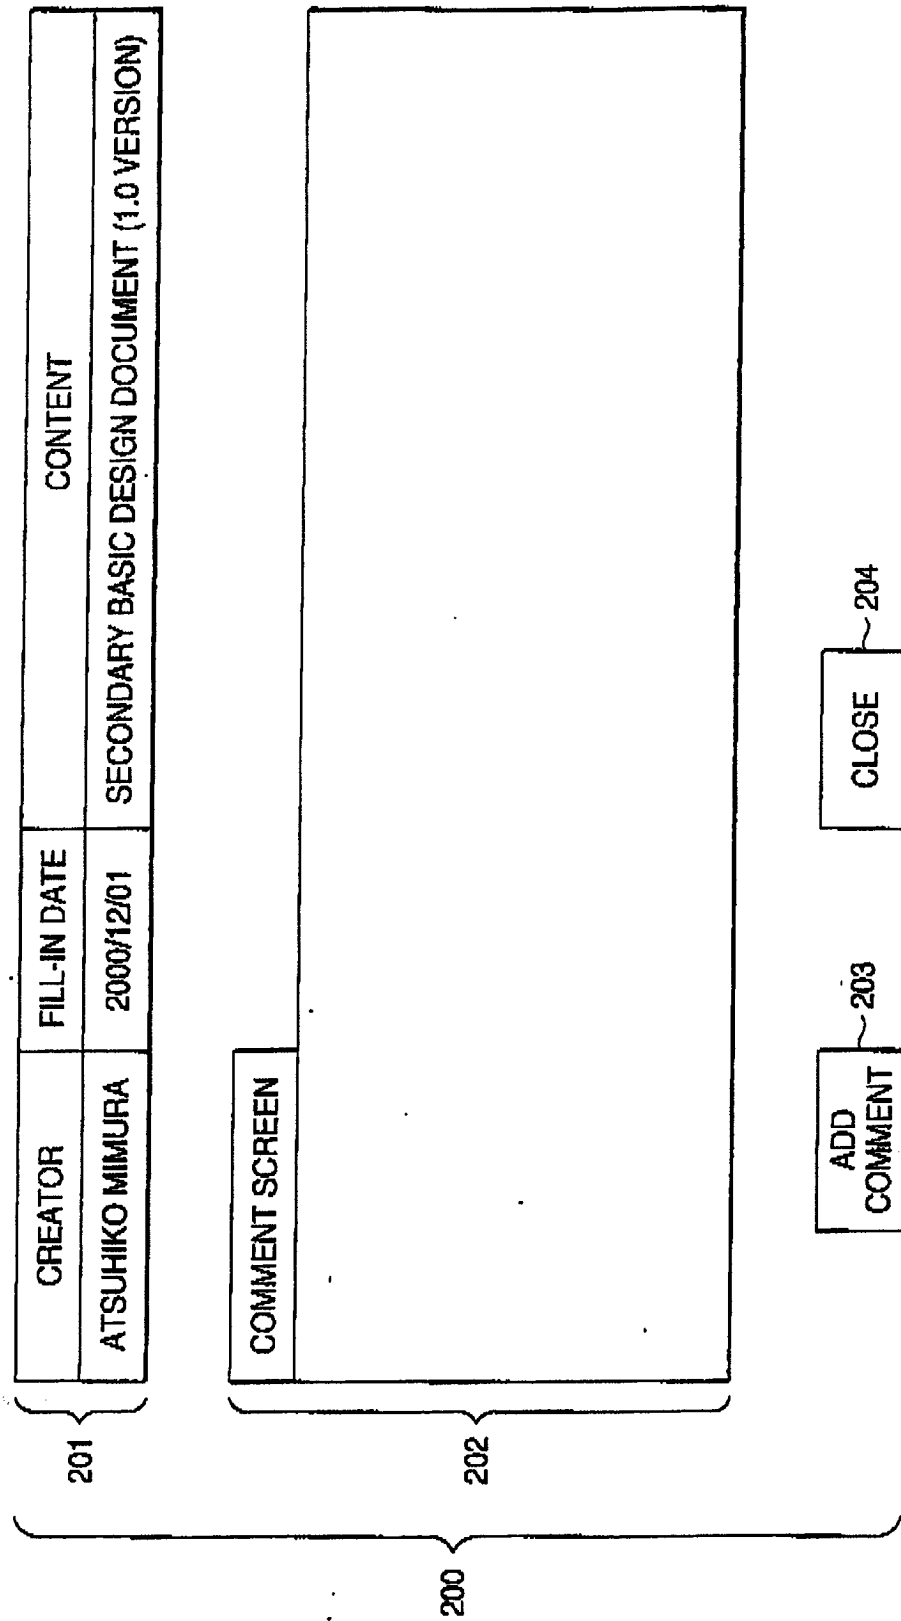 CREATOR
FILL-IN DATE
CONTENT
ATSUHIKO MIMURA
2000/12/01
SECONDARY BASIC DESIGN DOCUMENT (1.0 VERSION)
201
COMMENT SCREEN
202
200
ADD
COMMENT
203
CLOSE
204